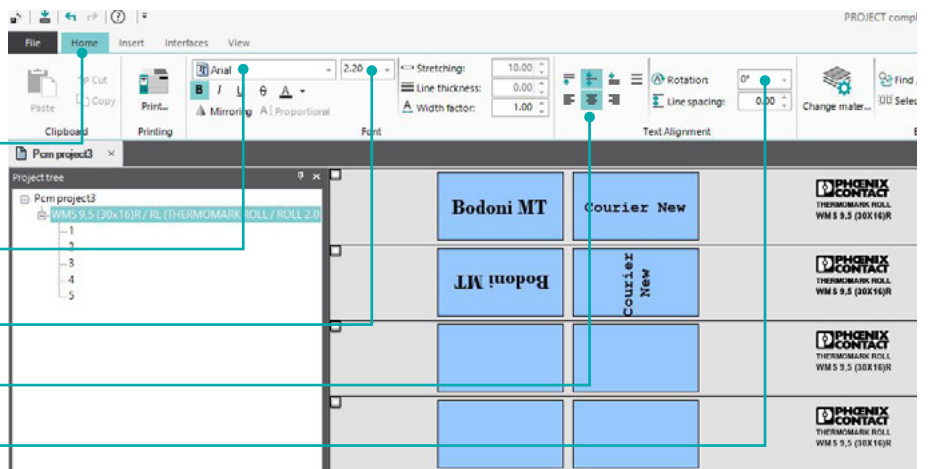 PROJECT compl
File Home Insert Interfaces View
Paste Cut Copy
Clipboard
Print...
Printing
Arial 2.20
B I U A
Mirroring A Proportional
Stretching: 10.00
Line thickness: 0.00
Width factor: 1.00
Font
Rotation: 0°
Line spacing: 0.00
Text Alignment
Change mater...
Find
Selec
Pcm project3 ×
Project tree
Pcm project3
WMS 9,5 (30x16)R / RL (THERMOMARK ROLL / ROLL 2.0
1
2
3
4
5
Bodoni MT Courier New
PHŒNIX
CONTACT
THERMOMARK ROLL
WM S 9,5 (30X16)R
Bodoni MT Courier
New
PHŒNIX
CONTACT
THERMOMARK ROLL
WM S 9,5 (30X16)R
PHŒNIX
CONTACT
THERMOMARK ROLL
WM S 9,5 (30X16)R
PHŒNIX
CONTACT
THERMOMARK ROLL
WM S 9,5 (30X16)R